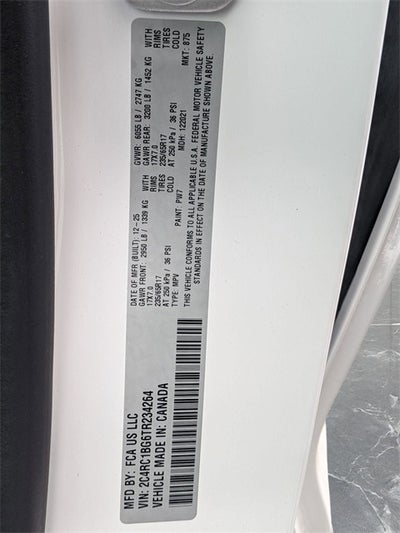 MFD BY: FCA US LLC
VIN: 2C4RC1BG6TR234264
VEHICLE MADE IN: CANADA
DATE OF MFR (BUILT): 12-25
GAWR FRONT: 2950 LB / 1339 KG WITH
17X7.0 RIMS
235/65R17 TIRES
AT 250 kPa / 36 PSI COLD
TYPE: MPV PAINT: PW7
GVWR: 6055 LB / 2747 KG
GAWR REAR: 3200 LB / 1452 KG WITH
17X7.0 RIMS
235/65R17 TIRES
AT 250 kPa / 36 PSI COLD
MDH: 122021 MKT: 875
THIS VEHICLE CONFORMS TO ALL APPLICABLE U.S.A. FEDERAL MOTOR VEHICLE SAFETY
STANDARDS IN EFFECT ON THE DATE OF MANUFACTURE SHOWN ABOVE.